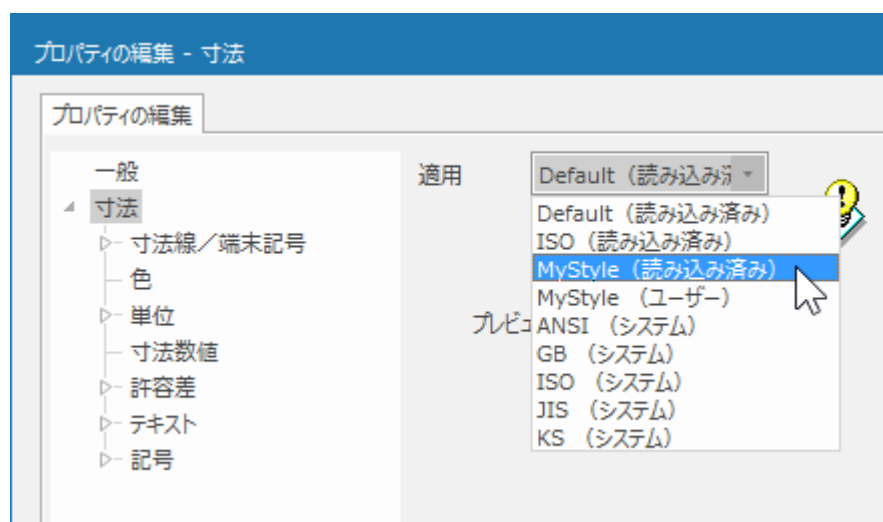 プロパティの編集 - 寸法
プロパティの編集
一般
寸法
寸法線／端末記号
色
単位
寸法数値
許容差
テキスト
記号
適用
Default（読み込み済
Default（読み込み済み）
ISO（読み込み済み）
MyStyle（読み込み済み）
MyStyle （ユーザー）
プレビュ
ANSI （システム）
GB （システム）
ISO （システム）
JIS （システム）
KS （システム）